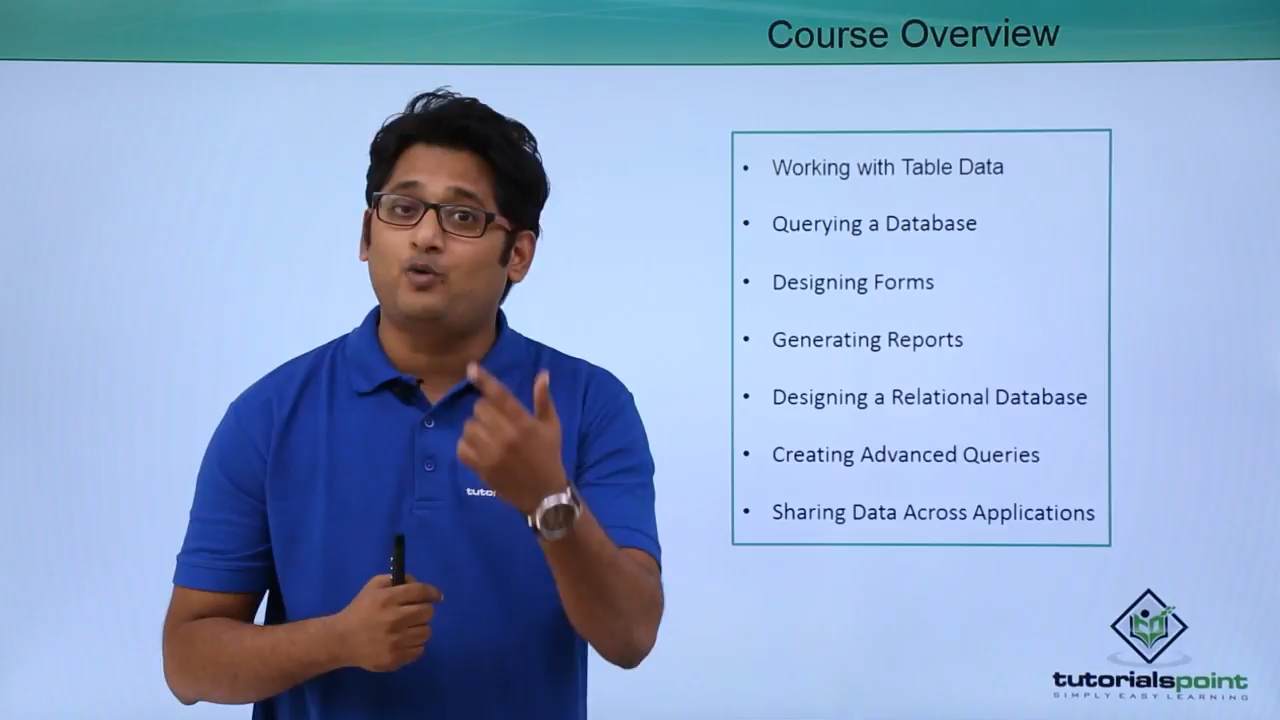 Course Overview
• Working with Table Data
• Querying a Database
• Designing Forms
• Generating Reports
• Designing a Relational Database
• Creating Advanced Queries
• Sharing Data Across Applications
tutorialspoint
SIMPLY EASY LEARNING